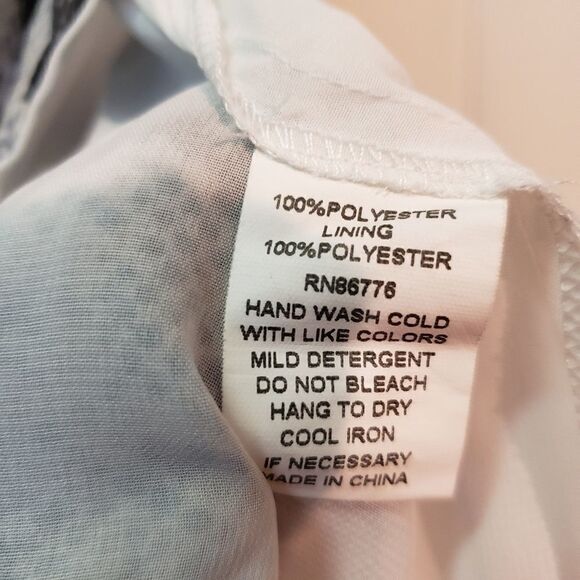 100%POLYESTER
LINING
100%POLYESTER
RN86776
HAND WASH COLD
WITH LIKE COLORS
MILD DETERGENT
DO NOT BLEACH
HANG TO DRY
COOL IRON
IF NECESSARY
MADE IN CHINA